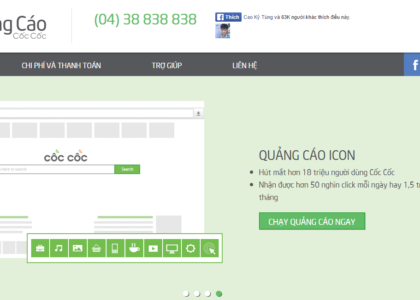 ng Cáo
Cốc Cốc
(04) 38 838 838
Thích Cao Kỳ Tùng và 63K người khác thích điều này
CHI PHÍ VÀ THANH TOÁN TRỢ GIÚP LIÊN HỆ
cốc cốc
Search
QUẢNG CÁO ICON
Hút mắt hơn 18 triệu người dùng Cốc Cốc
Nhận được hơn 50 nghìn click mỗi ngày hay 1,5 t
tháng
CHẠY QUẢNG CÁO NGAY